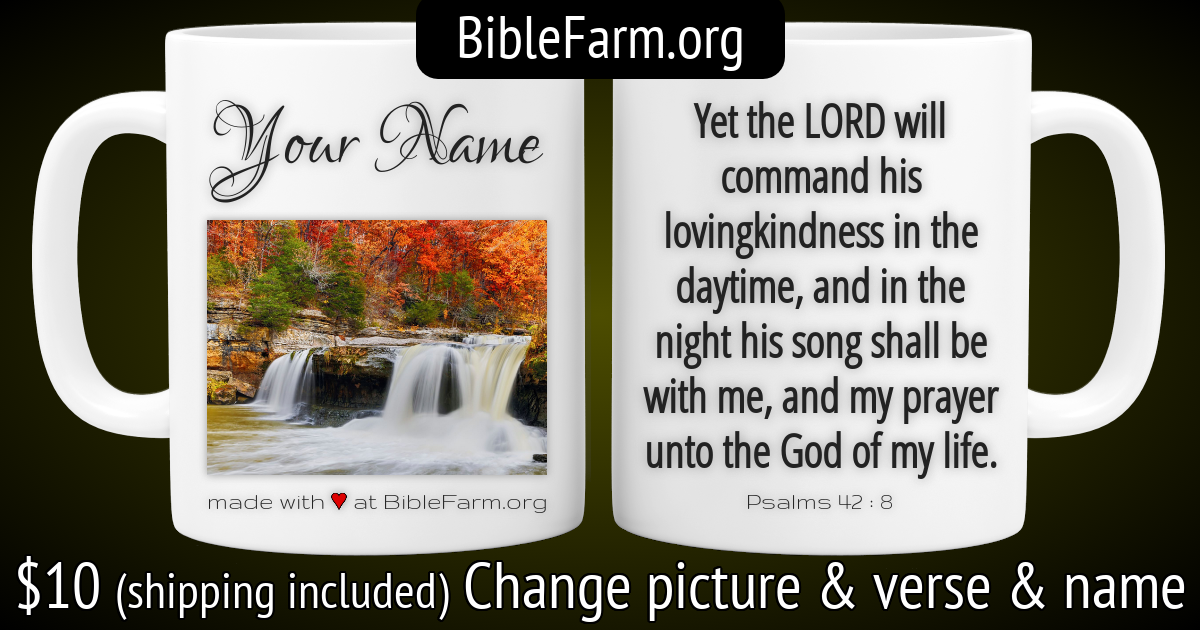 BibleFarm.org
Your Name
made with ♥ at BibleFarm.org
Yet the LORD will
command his
lovingkindness in the
daytime, and in the
night his song shall be
with me, and my prayer
unto the God of my life.
Psalms 42 : 8
$10 (shipping included) Change picture & verse & name